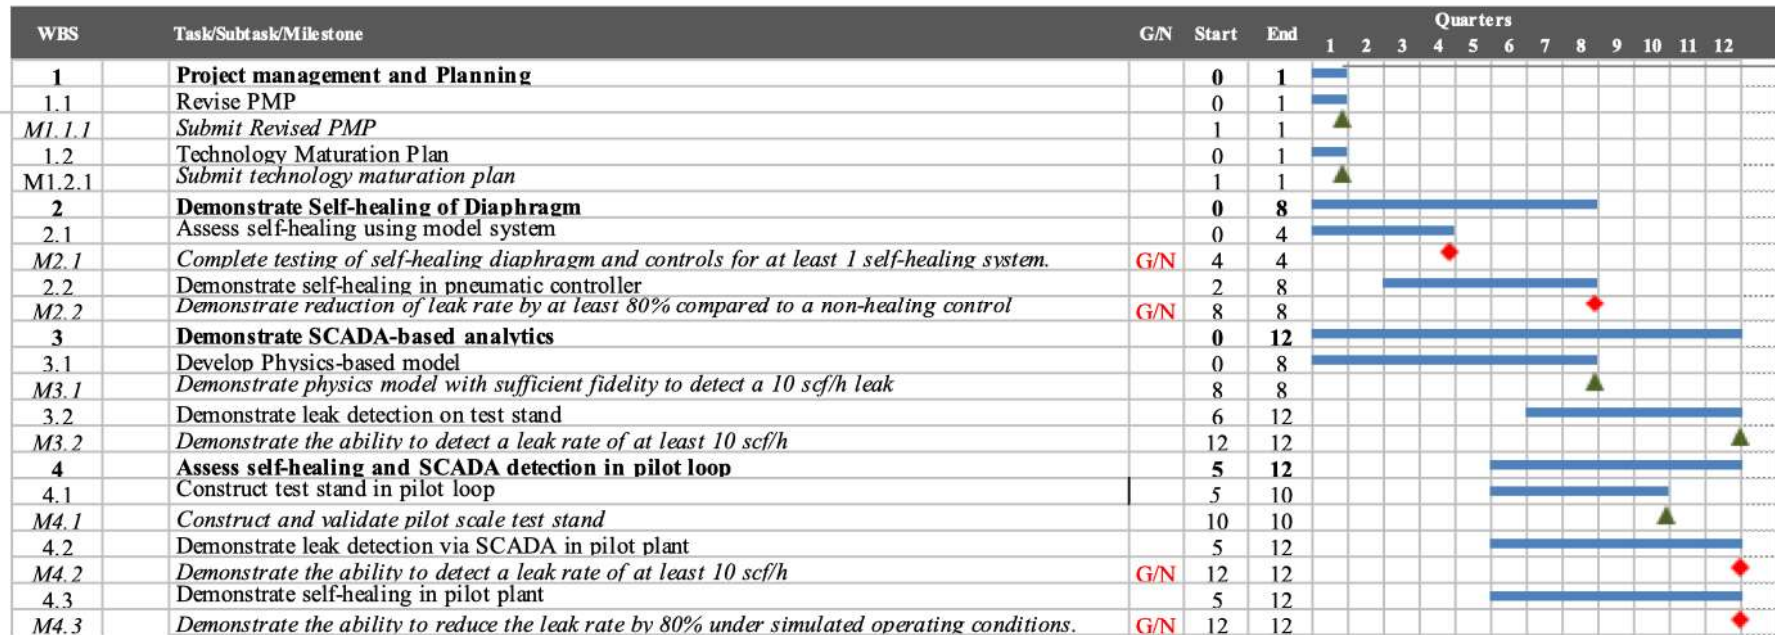 Quarters
WBS Task/Subtask/Milestone G/N Start End 1 2 3 4 5 6 7 8 9 10 11 12
1 Project management and Planning 0 1
1.1 Revise PMP 0 1
M1.1.1 Submit Revised PMP 1 1
1.2 Technology Maturation Plan 0 1
M1.2.1 Submit technology maturation plan 1 1
2 Demonstrate Self-healing of Diaphragm 0 8
2.1 Assess self-healing using model system 0 4
M2.1 Complete testing of self-healing diaphragm and controls for at least 1 self-healing system. G/N 4 4
2.2 Demonstrate self-healing in pneumatic controller 2 8
M2.2 Demonstrate reduction of leak rate by at least 80% compared to a non-healing control G/N 8 8
3 Demonstrate SCADA-based analytics 0 12
3.1 Develop Physics-based model 0 8
M3.1 Demonstrate physics model with sufficient fidelity to detect a 10 scf/h leak 8 8
3.2 Demonstrate leak detection on test stand 6 12
M3.2 Demonstrate the ability to detect a leak rate of at least 10 scf/h 12 12
4 Assess self-healing and SCADA detection in pilot loop 5 12
4.1 Construct test stand in pilot loop 5 10
M4.1 Construct and validate pilot scale test stand 10 10
4.2 Demonstrate leak detection via SCADA in pilot plant 5 12
M4.2 Demonstrate the ability to detect a leak rate of at least 10 scf/h G/N 12 12
4.3 Demonstrate self-healing in pilot plant 5 12
M4.3 Demonstrate the ability to reduce the leak rate by 80% under simulated operating conditions. G/N 12 12